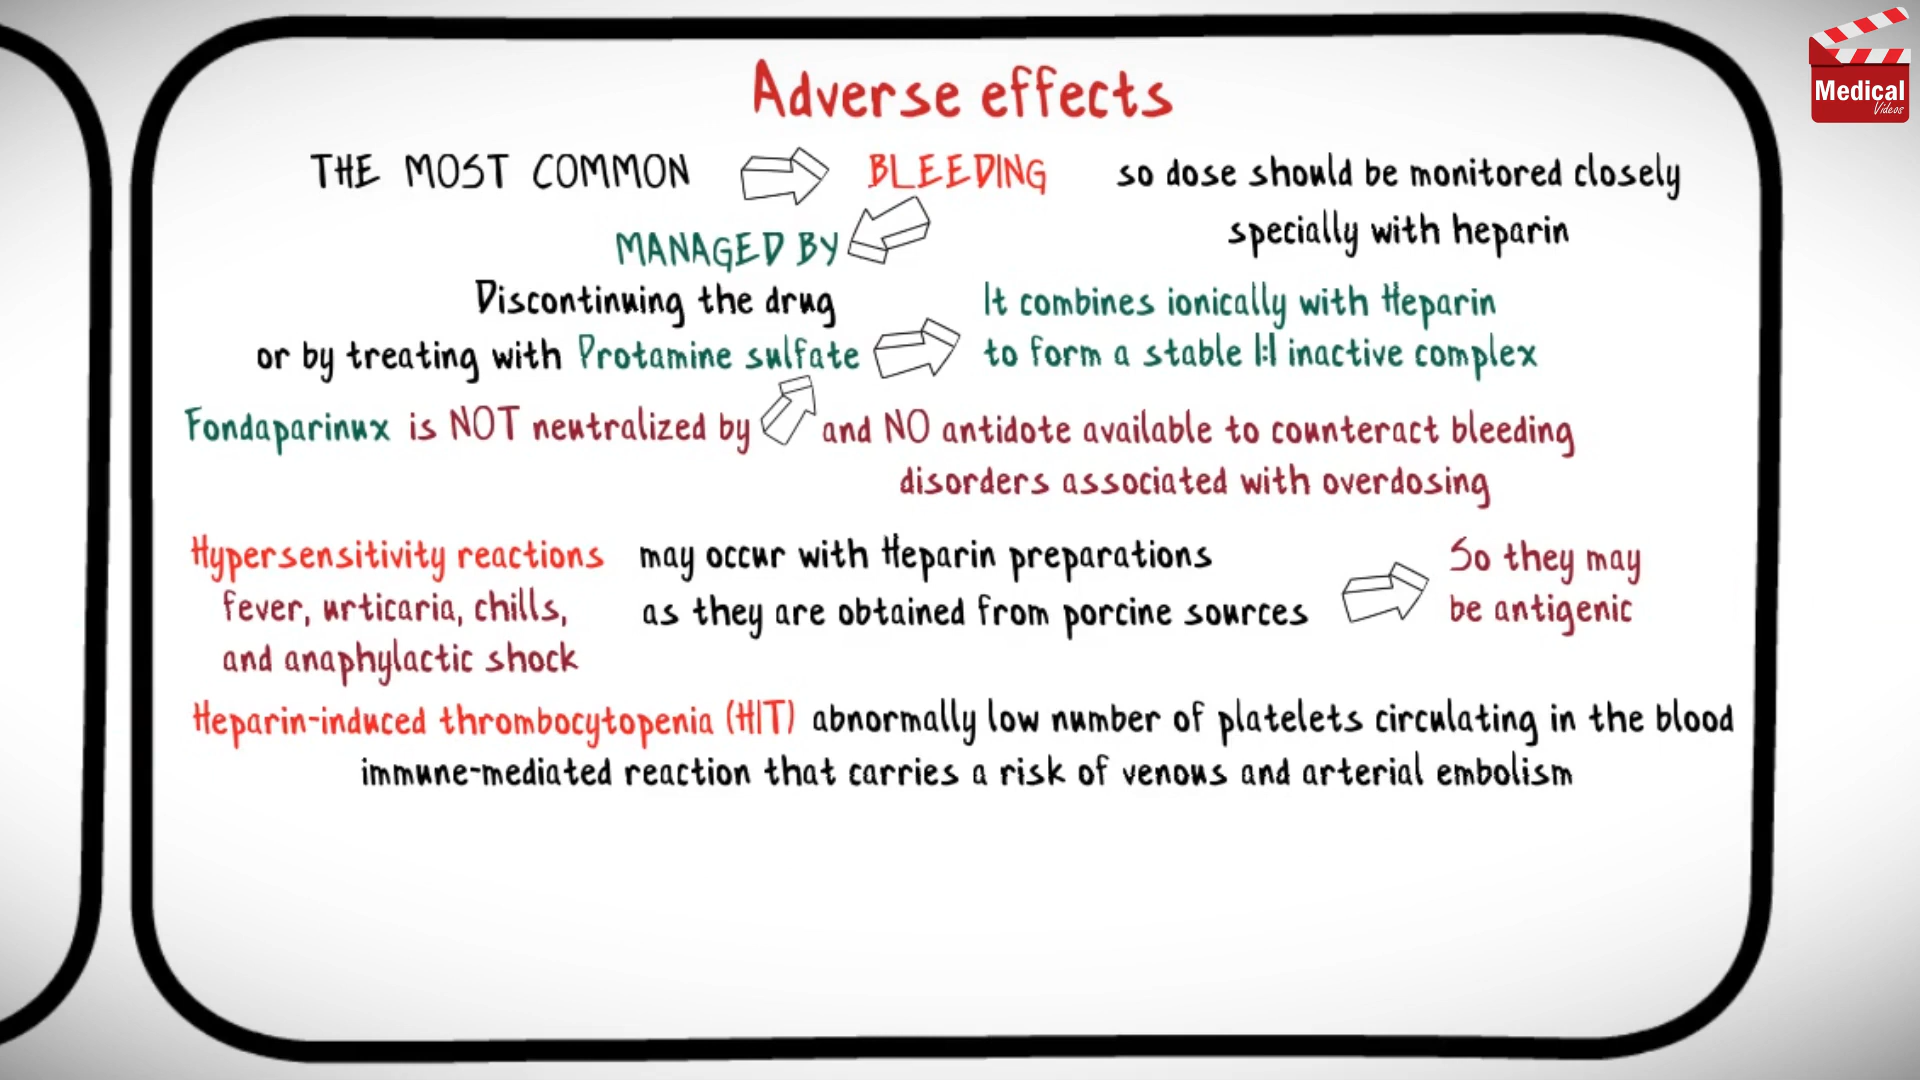 Adverse effects
THE MOST COMMON BLEEDING so dose should be monitored closely
specially with heparin
MANAGED BY
Discontinuing the drug
or by treating with Protamine sulfate
It combines ionically with Heparin
to form a stable 1:1 inactive complex
Fondaparinux is NOT neutralized by and NO antidote available to counteract bleeding
disorders associated with overdosing
Hypersensitivity reactions
fever, urticaria, chills,
and anaphylactic shock
may occur with Heparin preparations
as they are obtained from porcine sources
So they may
be antigenic
Heparin-induced thrombocytopenia (HIT) abnormally low number of platelets circulating in the blood
immune-mediated reaction that carries a risk of venous and arterial embolism
Medical
Videos